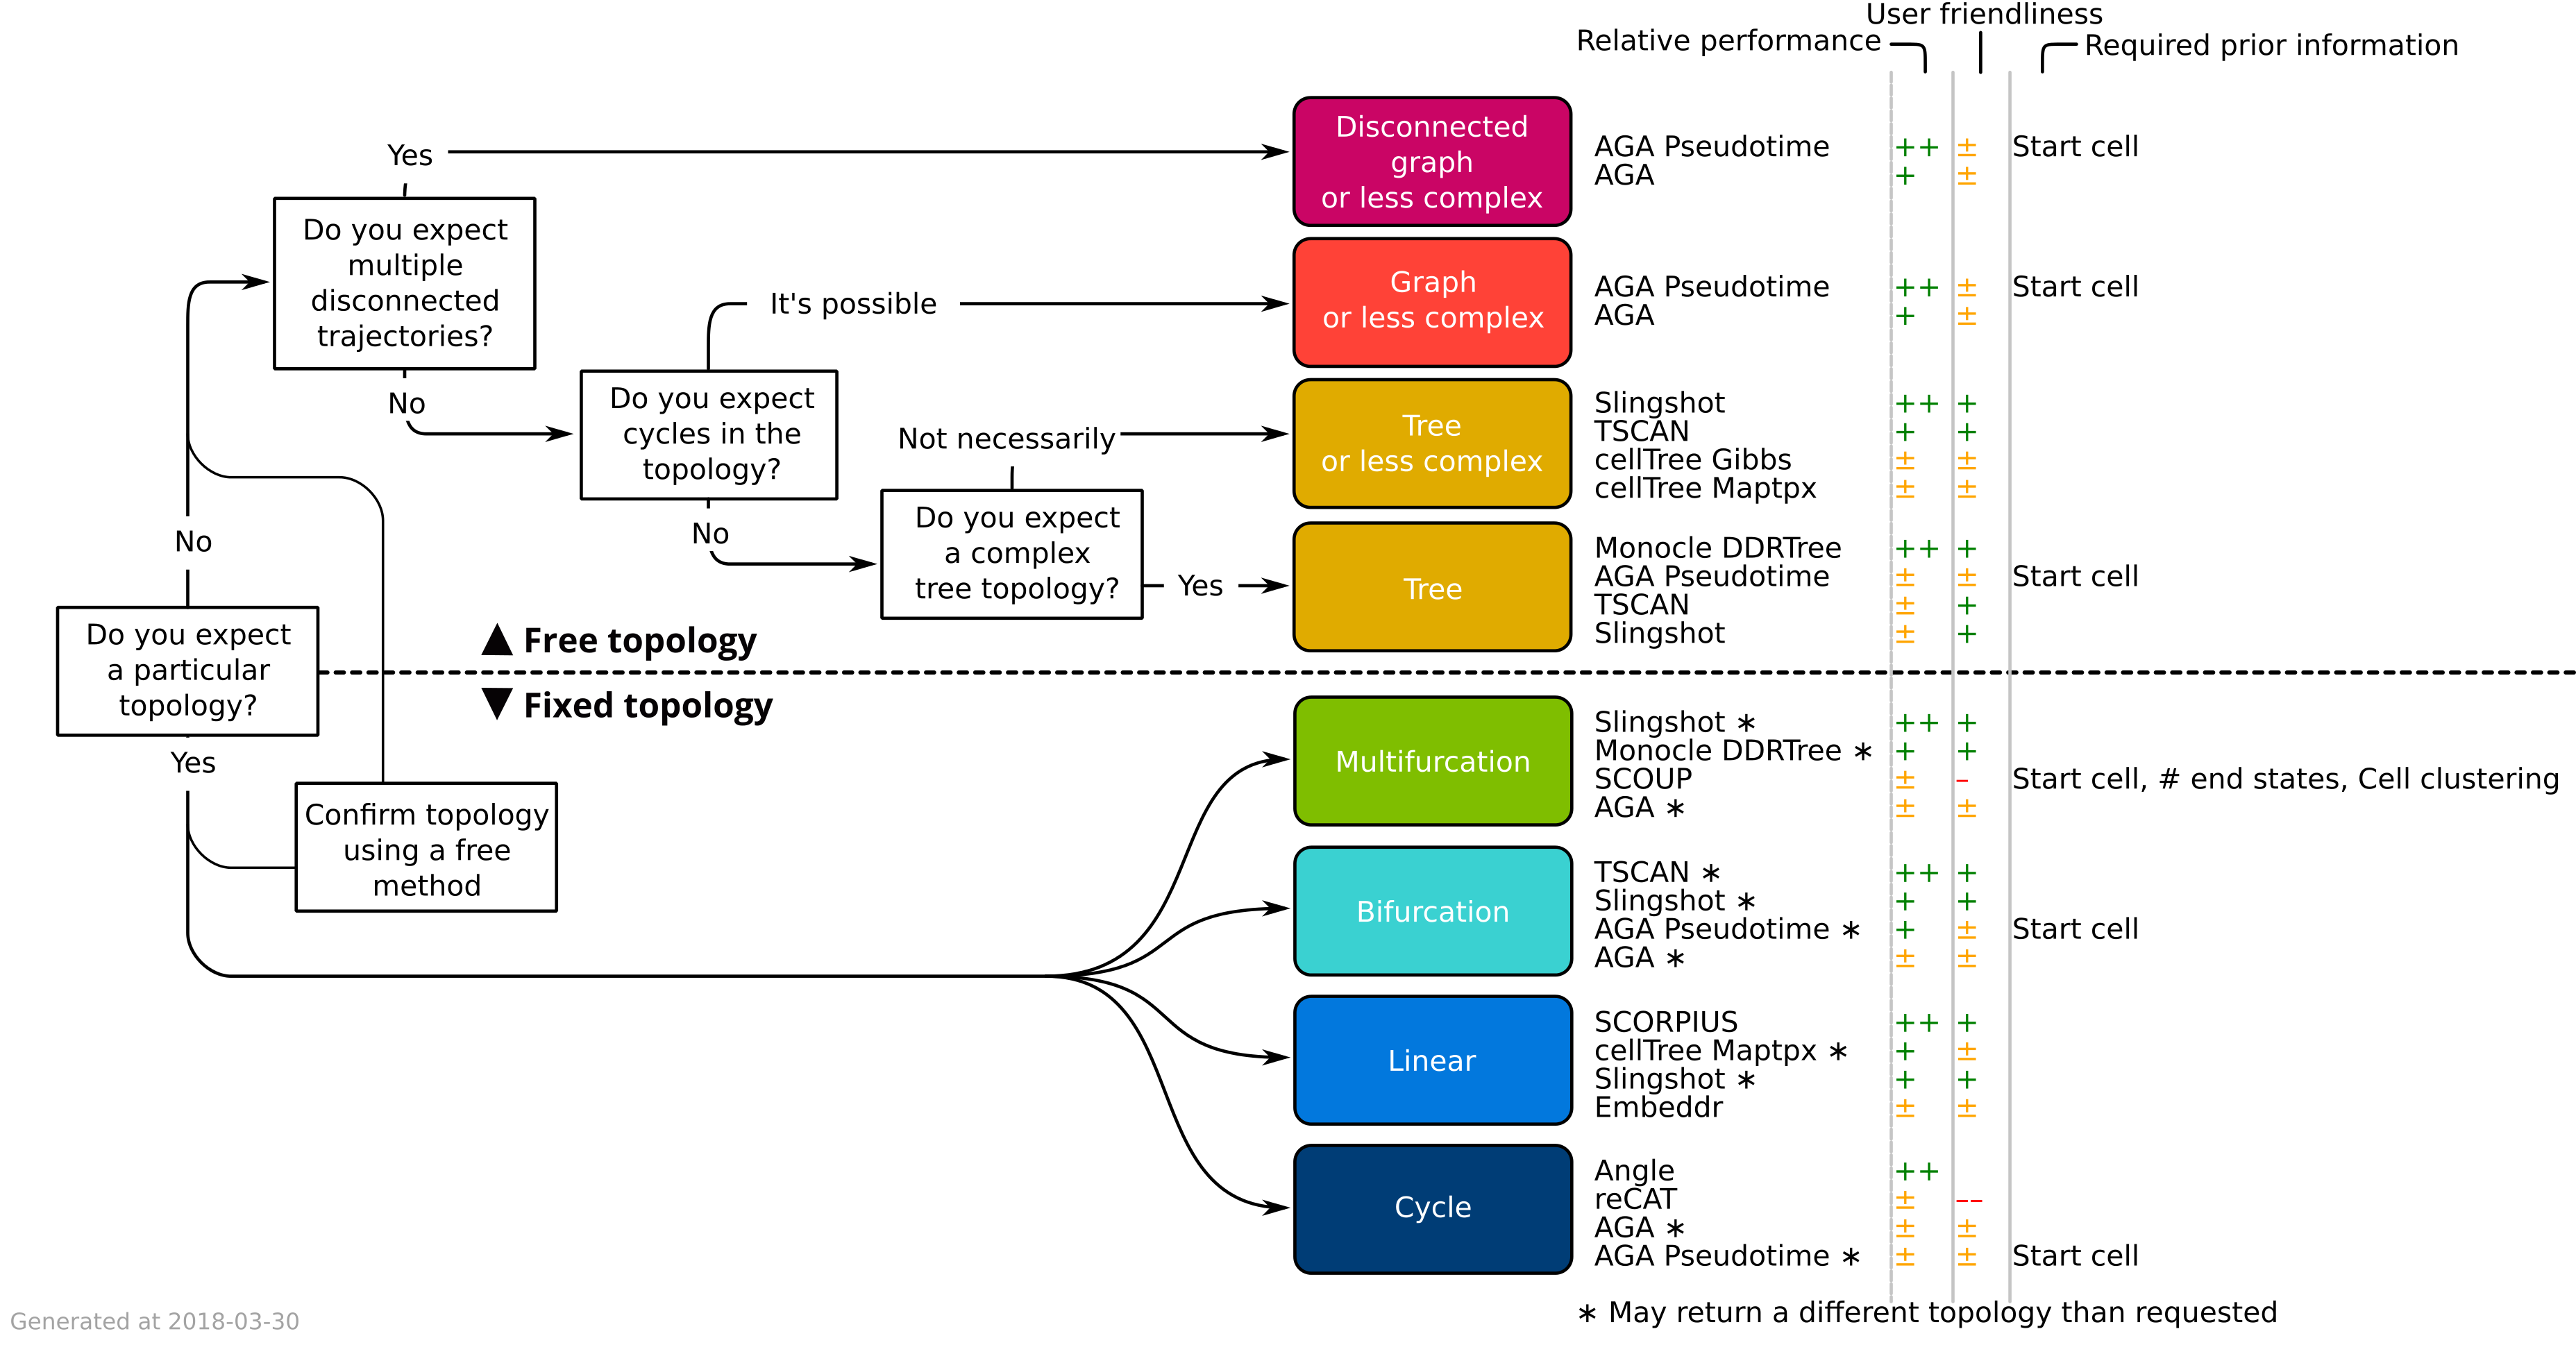 User friendliness
Relative performance
Required prior information
Yes
Do you expect
multiple
disconnected
trajectories?
No
It's possible
Do you expect
cycles in the
topology?
No
Not necessarily
Do you expect
a complex
tree topology?
Yes
No
Do you expect
a particular
topology?
Yes
▲ Free topology
▼ Fixed topology
Confirm topology
using a free
method
Disconnected
graph
or less complex
AGA Pseudotime ++ ± Start cell
AGA + ±
Graph
or less complex
AGA Pseudotime ++ ± Start cell
AGA + ±
Tree
or less complex
Slingshot ++ +
TSCAN + +
cellTree Gibbs ± ±
cellTree Maptpx ± ±
Tree
Monocle DDRTree ++ +
AGA Pseudotime ± ± Start cell
TSCAN ± +
Slingshot ± +
Multifurcation
Slingshot ∗ ++ +
Monocle DDRTree ∗ + +
SCOUP ± - Start cell, # end states, Cell clustering
AGA ∗ ± ±
Bifurcation
TSCAN ∗ ++ +
Slingshot ∗ + +
AGA Pseudotime ∗ + ± Start cell
AGA ∗ ± ±
Linear
SCORPIUS ++ +
cellTree Maptpx ∗ + ±
Slingshot ∗ + +
Embeddr ± ±
Cycle
Angle ++
reCAT ± --
AGA ∗ ± ±
AGA Pseudotime ∗ ± ± Start cell
∗ May return a different topology than requested
Generated at 2018-03-30